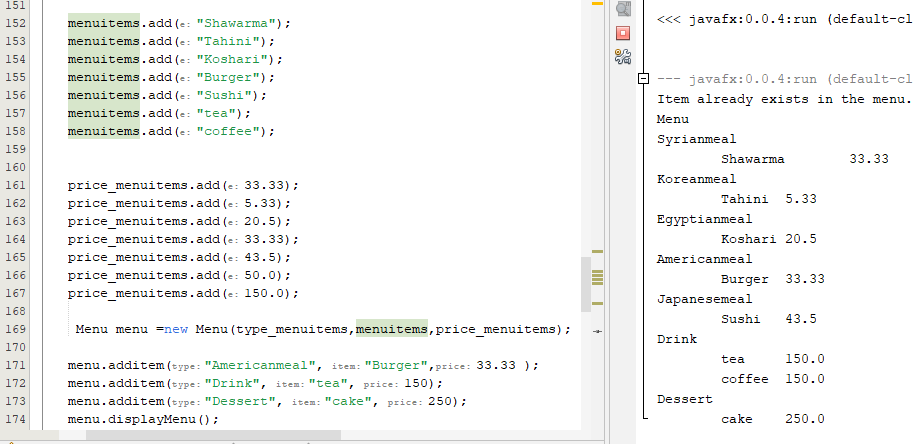 151
152 menuitems.add(e: "Shawarma");
153 menuitems.add(e: "Tahini");
154 menuitems.add(e: "Koshari");
155 menuitems.add(e: "Burger");
156 menuitems.add(e: "Sushi");
157 menuitems.add(e: "tea");
158 menuitems.add(e: "coffee");
159
160
161 price_menuitems.add(e: 33.33);
162 price_menuitems.add(e: 5.33);
163 price_menuitems.add(e: 20.5);
164 price_menuitems.add(e: 33.33);
165 price_menuitems.add(e: 43.5);
166 price_menuitems.add(e: 50.0);
167 price_menuitems.add(e: 150.0);
168
169 Menu menu =new Menu(type_menuitems,menuitems,price_menuitems);
170
171 menu.additem(type: "Americanmeal", item: "Burger",price: 33.33 );
172 menu.additem(type: "Drink", item: "tea", price: 150);
173 menu.additem(type: "Dessert", item: "cake", price: 250);
174 menu.displayMenu();
<<< javafx:0.0.4:run (default-cl
--- javafx:0.0.4:run (default-cl
Item already exists in the menu.
Menu
Syrianmeal
Shawarma 33.33
Koreanmeal
Tahini 5.33
Egyptianmeal
Koshari 20.5
Americanmeal
Burger 33.33
Japanesemeal
Sushi 43.5
Drink
tea 150.0
coffee 150.0
Dessert
cake 250.0